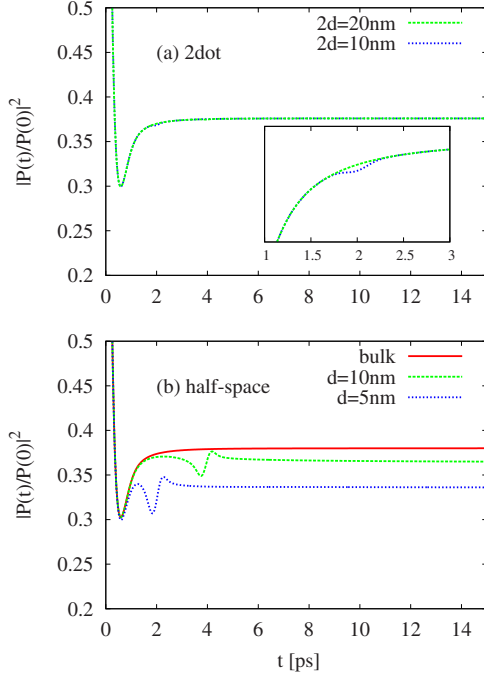 0.5
0.45
0.4
0.35
0.3
0.25
0.2
|P(t)/P(0)|²
(a) 2dot
2d=20nm
2d=10nm
1 1.5 2 2.5 3
0 2 4 6 8 10 12 14
0.5
0.45
0.4
0.35
0.3
0.25
0.2
|P(t)/P(0)|²
(b) half-space
bulk
d=10nm
d=5nm
0 2 4 6 8 10 12 14
t [ps]